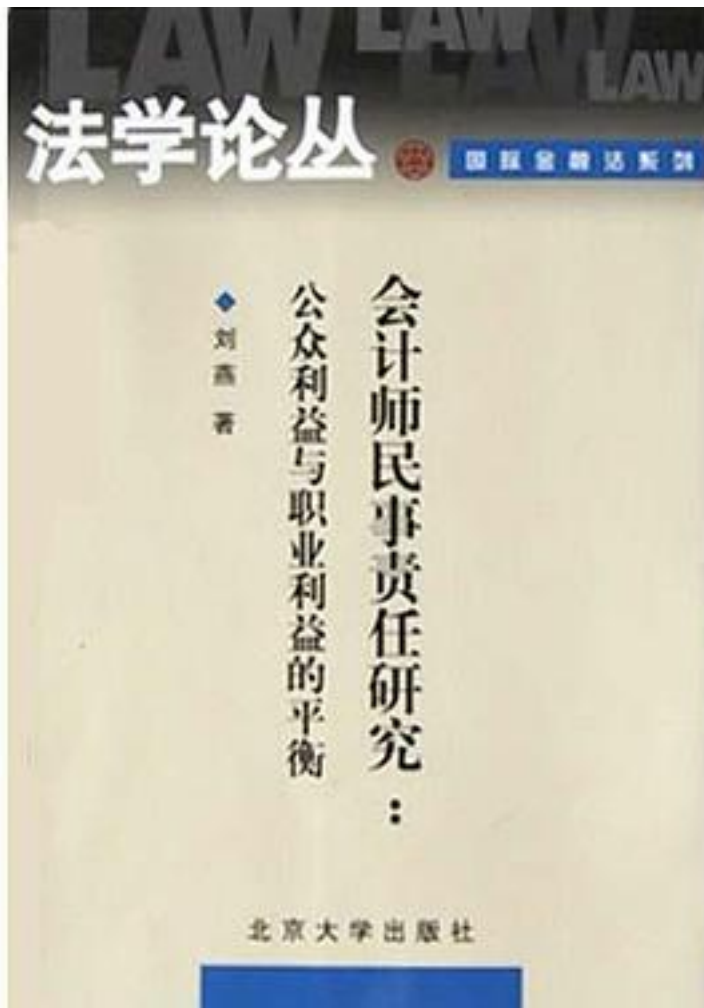 LAW
LAW
LAW
LAW
法学论丛
国际金融法系列
会计师民事责任研究：
公众利益与职业利益的平衡
刘燕 著
北京大学出版社